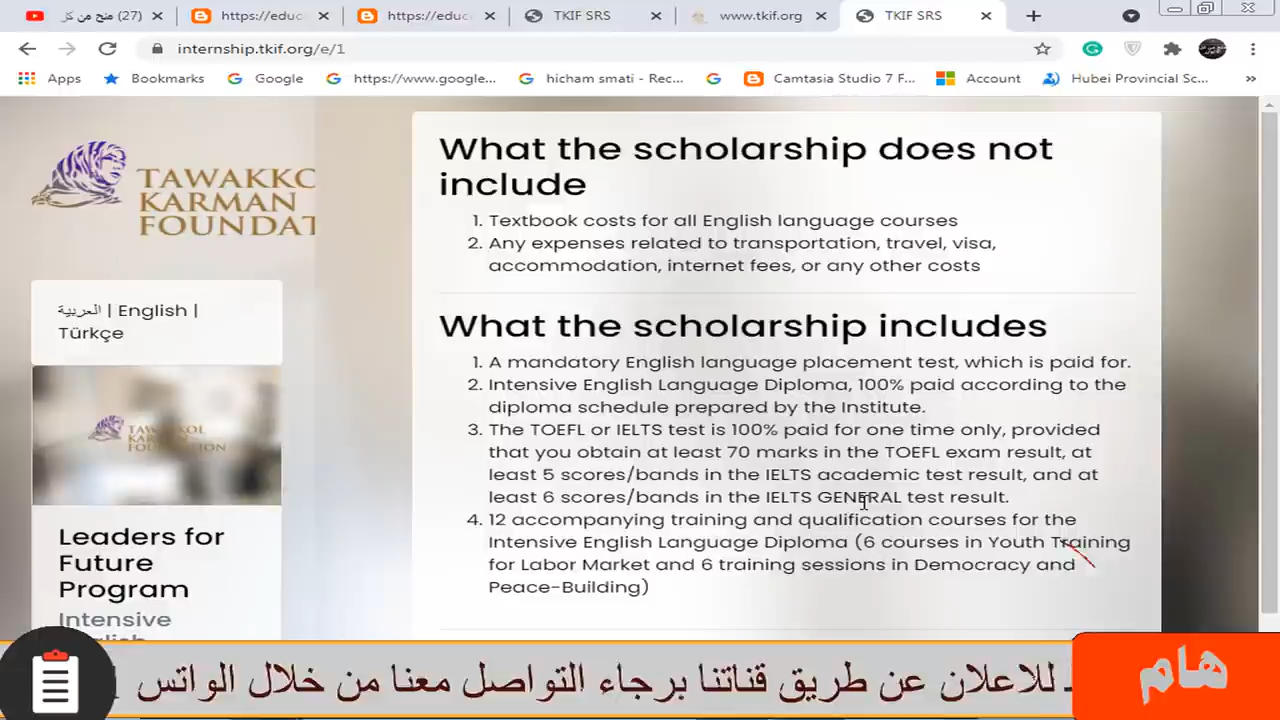 (27) منح من كل
https://educ
https://educ
TKIF SRS
www.tkif.org
TKIF SRS
internship.tkif.org/e/1
Apps
Bookmarks
Google
https://www.google...
hicham smati - Rec...
Camtasia Studio 7 F...
Account
Hubei Provincial Sc...
TAWAKKO
KARMAN
FOUNDAT
العربية | English |
Türkçe
TAWAKKOL
KARMAN
FOUNDATION
Leaders for
Future
Program
Intensive
English
What the scholarship does not
include
1. Textbook costs for all English language courses
2. Any expenses related to transportation, travel, visa,
accommodation, internet fees, or any other costs
What the scholarship includes
1. A mandatory English language placement test, which is paid for.
2. Intensive English Language Diploma, 100% paid according to the
diploma schedule prepared by the Institute.
3. The TOEFL or IELTS test is 100% paid for one time only, provided
that you obtain at least 70 marks in the TOEFL exam result, at
least 5 scores/bands in the IELTS academic test result, and at
least 6 scores/bands in the IELTS GENERAL test result.
4. 12 accompanying training and qualification courses for the
Intensive English Language Diploma (6 courses in Youth Training
for Labor Market and 6 training sessions in Democracy and
Peace-Building)
هام
للاعلان عن طريق قناتنا برجاء التواصل معنا من خلال الواتس